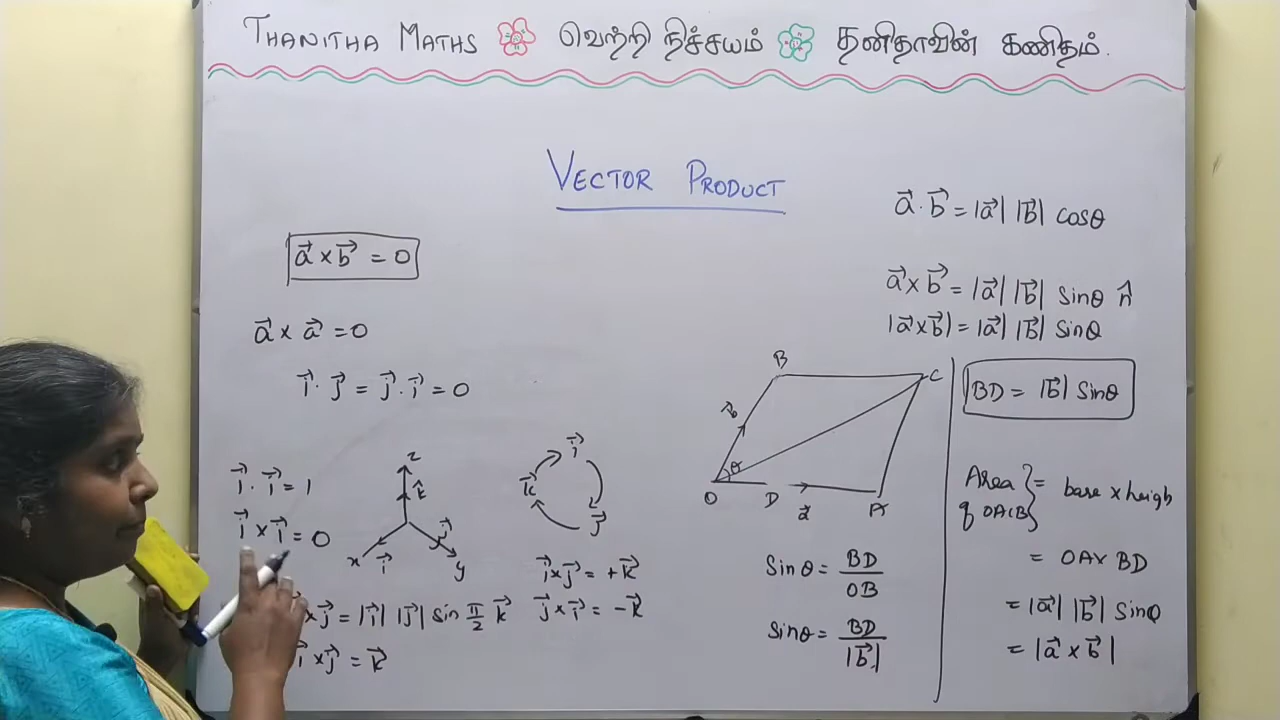 THANITHA MATHS வெற்றி நிச்சயம் தனிதாவின் கணிதம்.
VECTOR PRODUCT
a⃗ · b⃗ = |a⃗| |b⃗| cosθ
a⃗ × b⃗ = |a⃗| |b⃗| sinθ n̂
|a⃗ × b⃗| = |a⃗| |b⃗| sinθ
a⃗ × b⃗ = 0
a⃗ × a⃗ = 0
i⃗ · j⃗ = j⃗ · i⃗ = 0
i⃗ · i⃗ = 1
i⃗ × i⃗ = 0
z
k̂
j⃗
x i⃗
y
× j⃗ = |i⃗| |j⃗| sin π/2 k⃗
i⃗ × j⃗ = k⃗
i⃗
k⃗
j⃗
i⃗ × j⃗ = +k⃗
j⃗ × i⃗ = -k⃗
B C
b⃗
θ
O D A
a⃗
Sinθ = BD/OB
Sinθ = BD/|b⃗|
BD = |b⃗| Sinθ
Area of OACB } = base x heigh
= OA x BD
= |a⃗| |b⃗| Sinθ
= |a⃗ × b⃗|